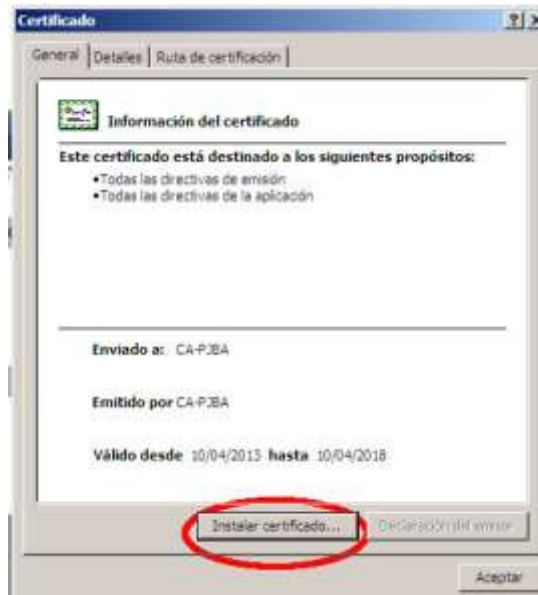 Certificado
General Detalles Ruta de certificación
Información del certificado
Este certificado está destinado a los siguientes propósitos:
•Todas las directivas de emisión
•Todas las directivas de la aplicación
Enviado a: CA-PJBA
Emitido por CA-PJBA
Válido desde 10/04/2013 hasta 10/04/2018
Instalar certificado... Declaración del emisor
Aceptar